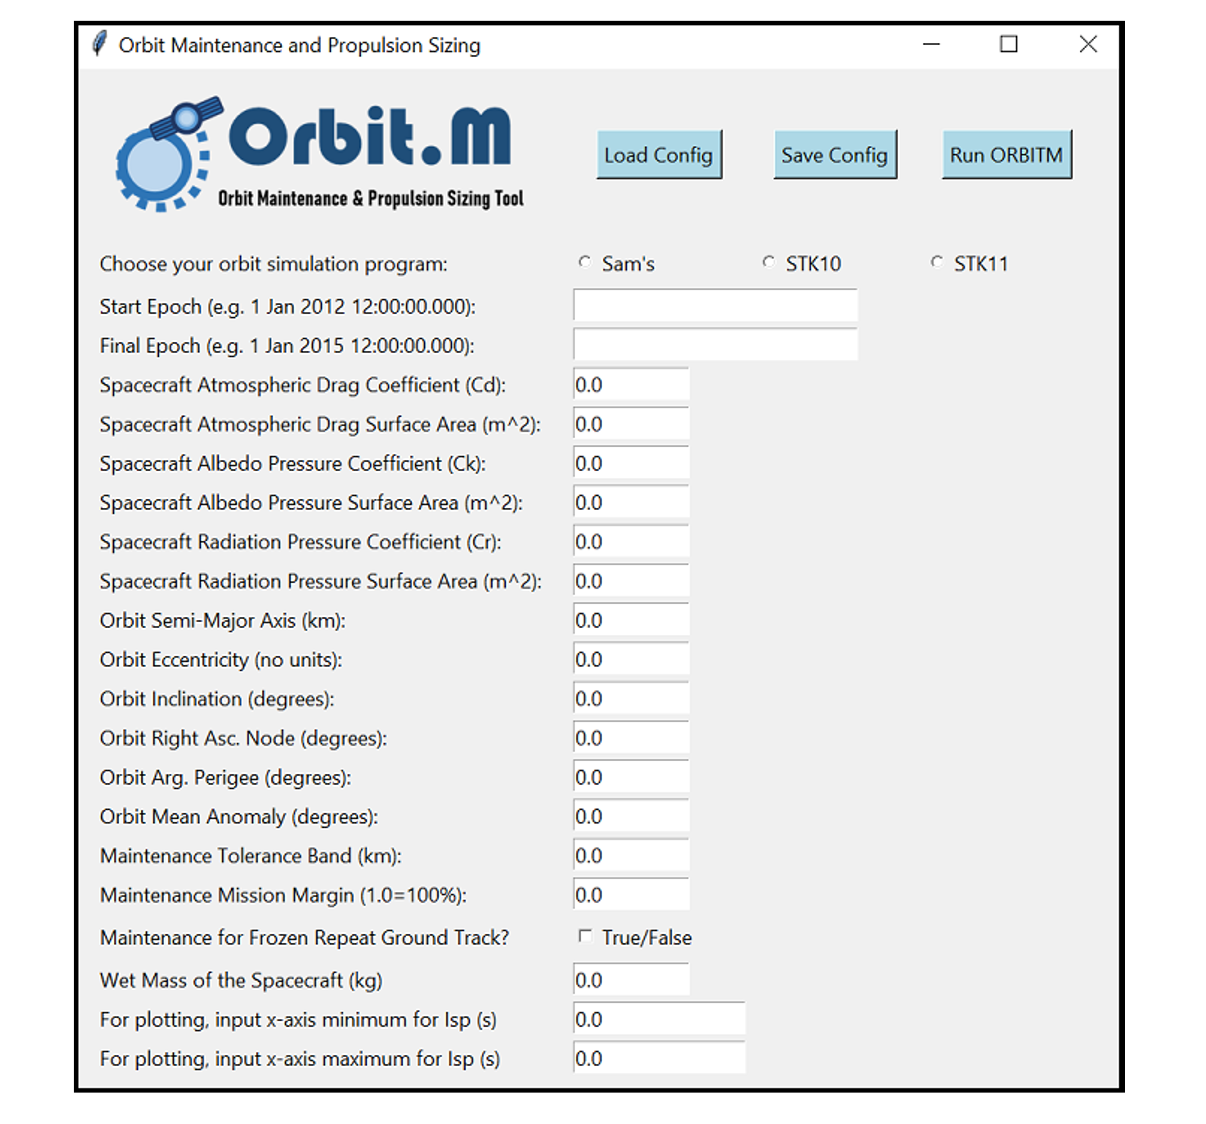 Orbit Maintenance and Propulsion Sizing
Orbit.M
Orbit Maintenance & Propulsion Sizing Tool
Load Config
Save Config
Run ORBITM
Choose your orbit simulation program: Sam's STK10 STK11
Start Epoch (e.g. 1 Jan 2012 12:00:00.000):
Final Epoch (e.g. 1 Jan 2015 12:00:00.000):
Spacecraft Atmospheric Drag Coefficient (Cd): 0.0
Spacecraft Atmospheric Drag Surface Area (m^2): 0.0
Spacecraft Albedo Pressure Coefficient (Ck): 0.0
Spacecraft Albedo Pressure Surface Area (m^2): 0.0
Spacecraft Radiation Pressure Coefficient (Cr): 0.0
Spacecraft Radiation Pressure Surface Area (m^2): 0.0
Orbit Semi-Major Axis (km): 0.0
Orbit Eccentricity (no units): 0.0
Orbit Inclination (degrees): 0.0
Orbit Right Asc. Node (degrees): 0.0
Orbit Arg. Perigee (degrees): 0.0
Orbit Mean Anomaly (degrees): 0.0
Maintenance Tolerance Band (km): 0.0
Maintenance Mission Margin (1.0=100%): 0.0
Maintenance for Frozen Repeat Ground Track? True/False
Wet Mass of the Spacecraft (kg) 0.0
For plotting, input x-axis minimum for Isp (s) 0.0
For plotting, input x-axis maximum for Isp (s) 0.0